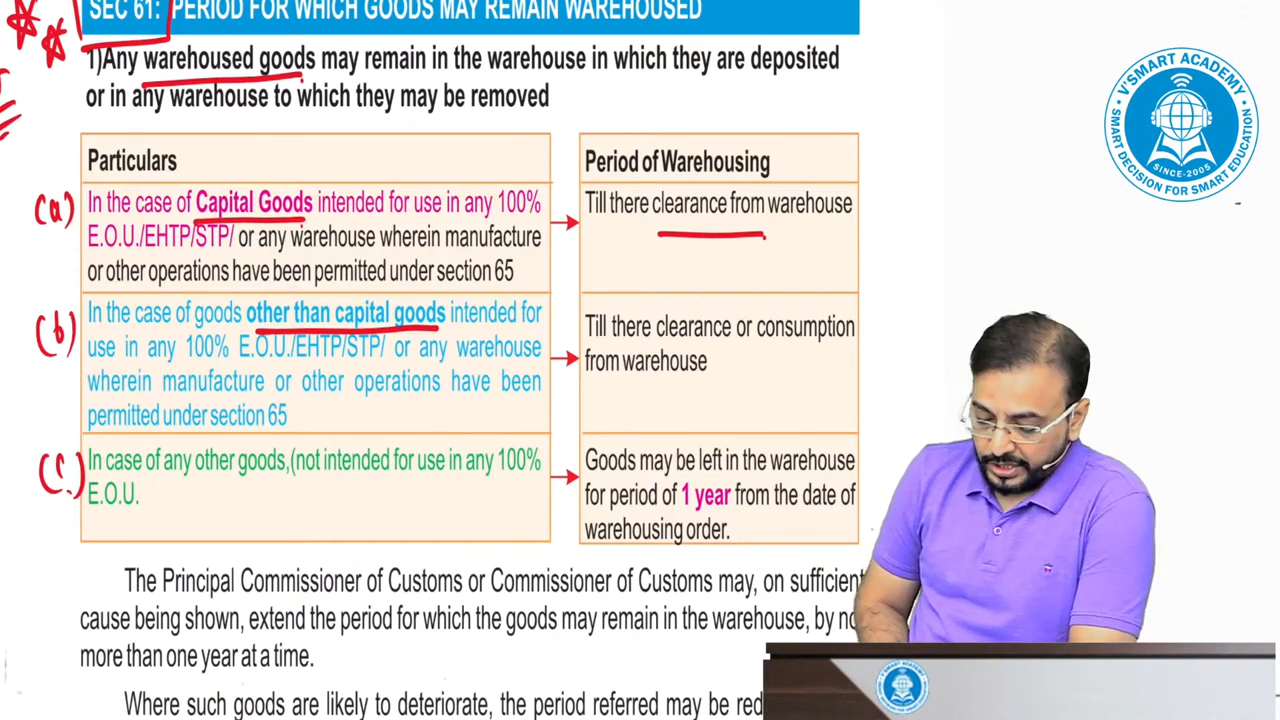 SEC 61: PERIOD FOR WHICH GOODS MAY REMAIN WAREHOUSED
1)Any warehoused goods may remain in the warehouse in which they are deposited
or in any warehouse to which they may be removed
Particulars
Period of Warehousing
(a)
In the case of Capital Goods intended for use in any 100%
E.O.U./EHTP/STP/ or any warehouse wherein manufacture
or other operations have been permitted under section 65
Till there clearance from warehouse
(b)
In the case of goods other than capital goods intended for
use in any 100% E.O.U./EHTP/STP/ or any warehouse
wherein manufacture or other operations have been
permitted under section 65
Till there clearance or consumption
from warehouse
(c)
In case of any other goods,(not intended for use in any 100%
E.O.U.
Goods may be left in the warehouse
for period of 1 year from the date of
warehousing order.
The Principal Commissioner of Customs or Commissioner of Customs may, on sufficient
cause being shown, extend the period for which the goods may remain in the warehouse, by no
more than one year at a time.
Where such goods are likely to deteriorate, the period referred may be red
V'SMART ACADEMY
SINCE-2005
SMART DECISION FOR SMART EDUCATION